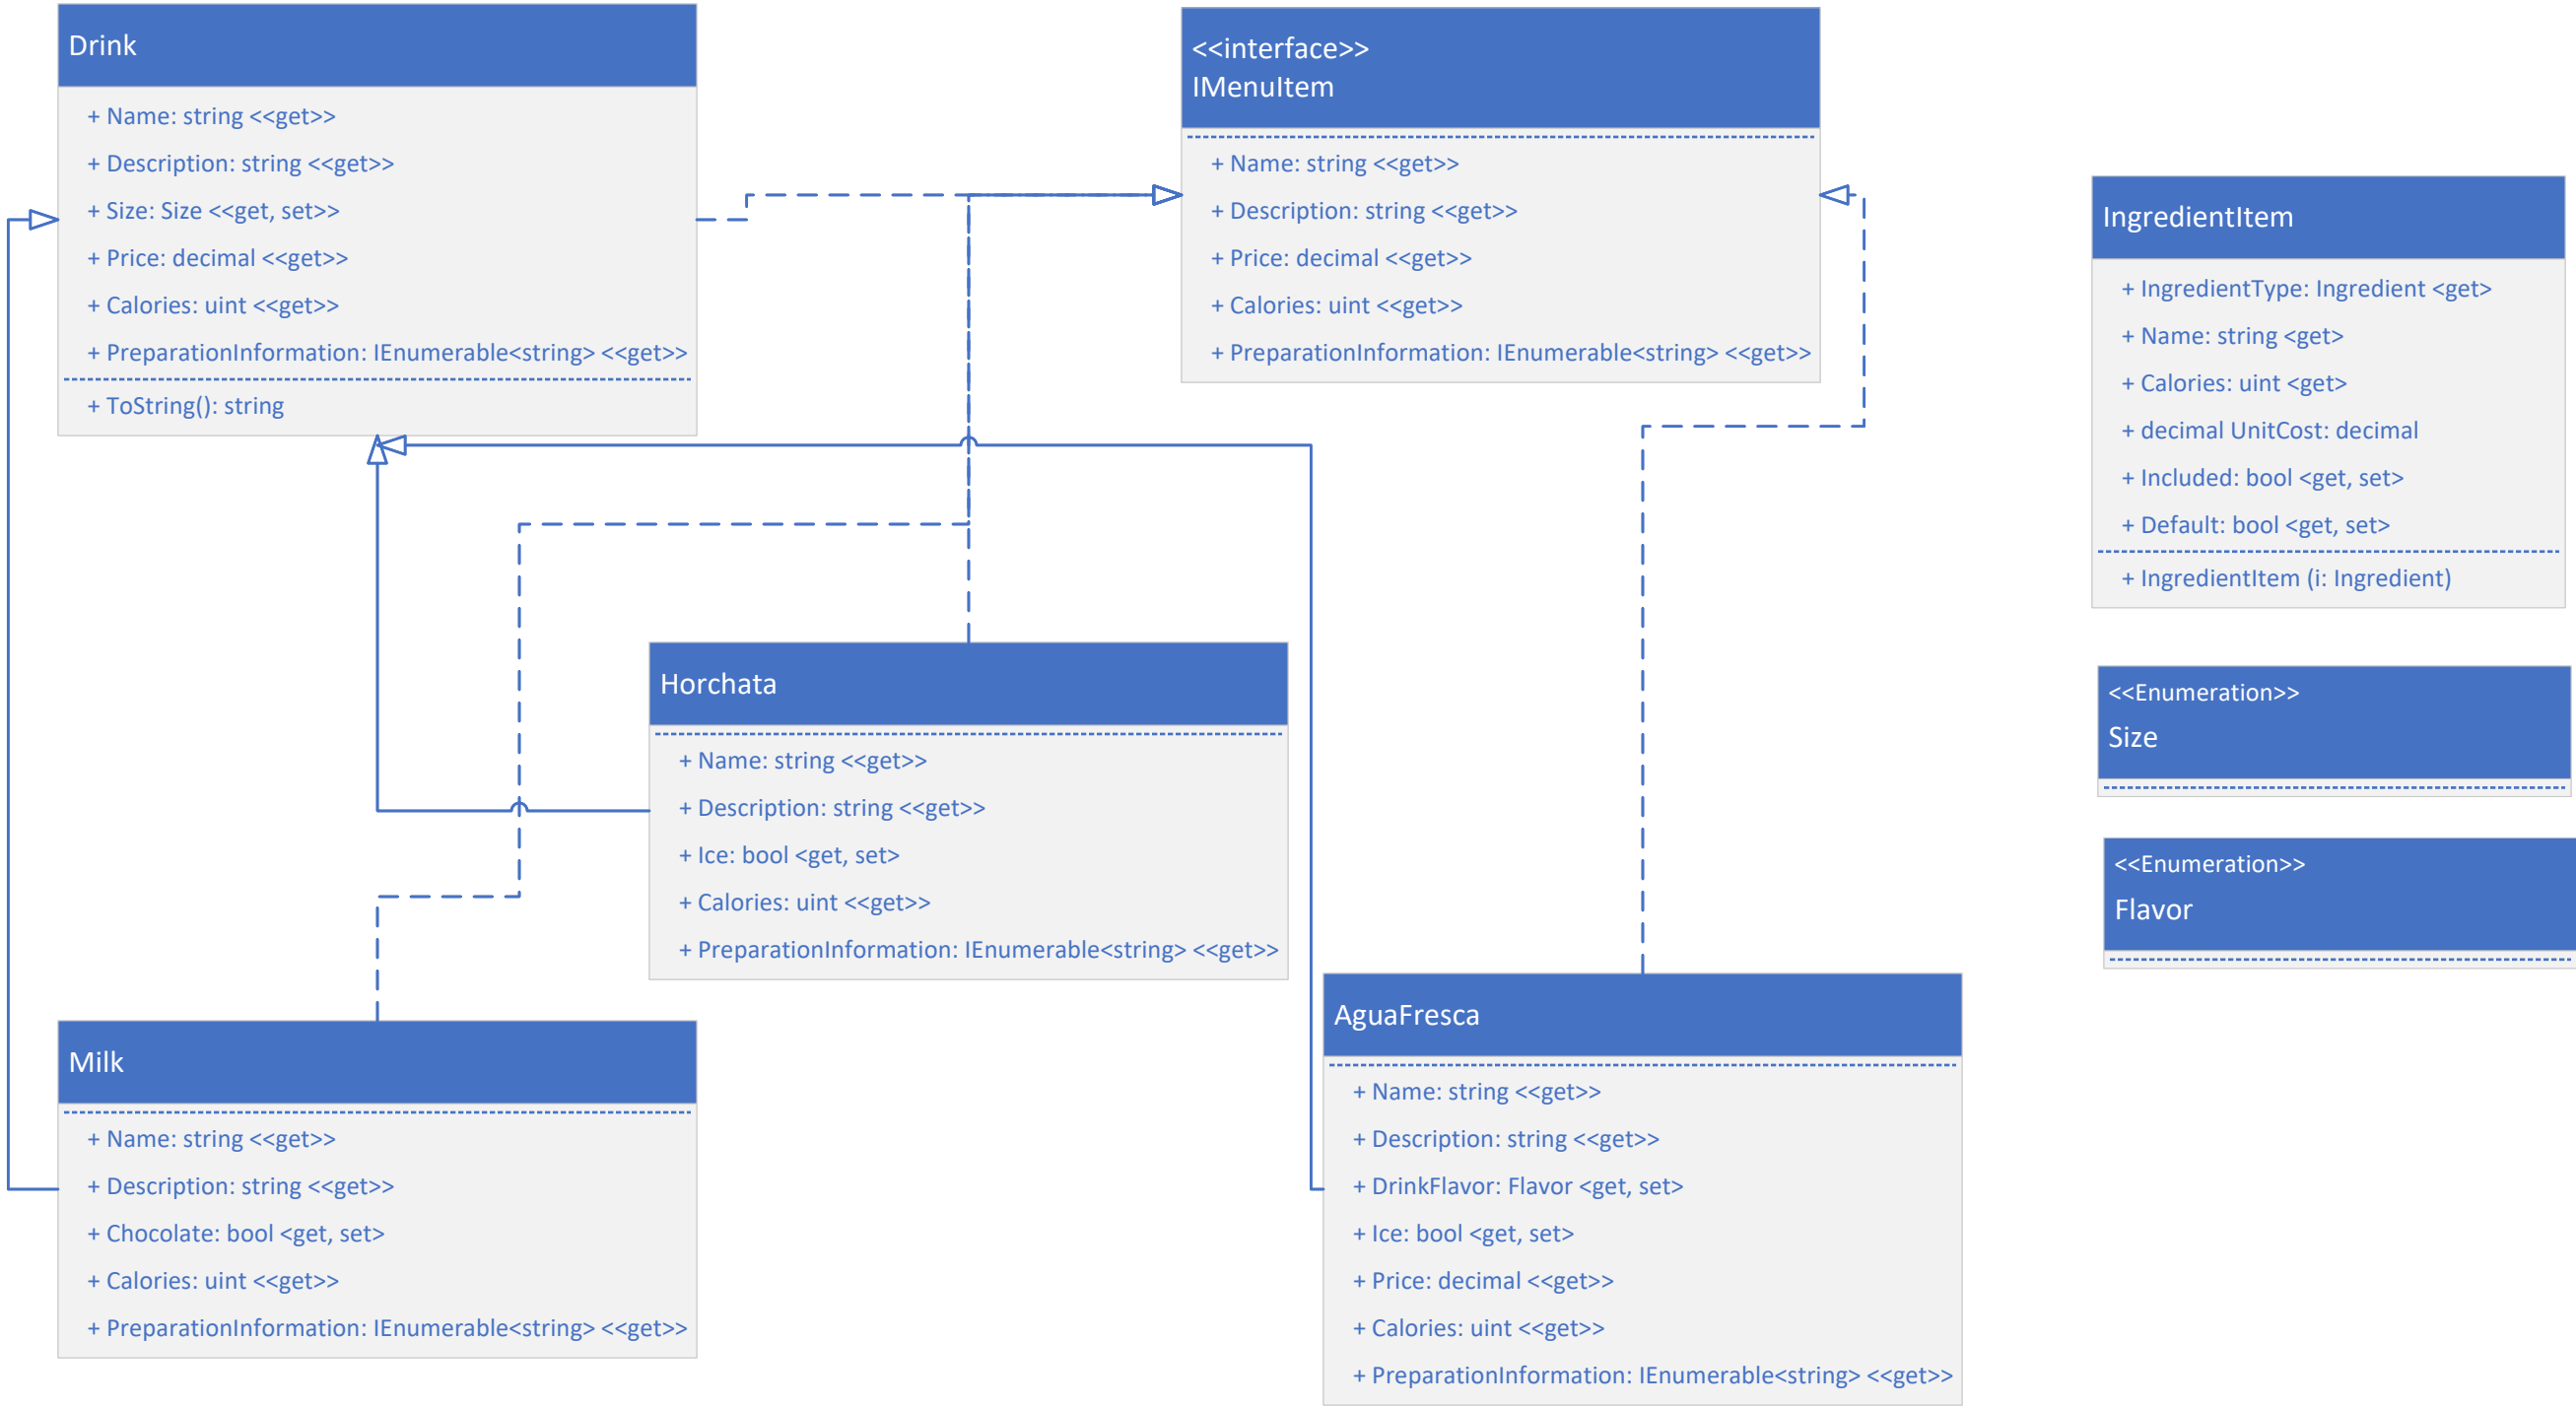 Drink
+ Name: string <<get>>
+ Description: string <<get>>
+ Size: Size <<get, set>>
+ Price: decimal <<get>>
+ Calories: uint <<get>>
+ PreparationInformation: IEnumerable<string> <<get>>
+ ToString(): string
<<interface>>
IMenuItem
+ Name: string <<get>>
+ Description: string <<get>>
+ Price: decimal <<get>>
+ Calories: uint <<get>>
+ PreparationInformation: IEnumerable<string> <<get>>
IngredientItem
+ IngredientType: Ingredient <get>
+ Name: string <get>
+ Calories: uint <get>
+ decimal UnitCost: decimal
+ Included: bool <get, set>
+ Default: bool <get, set>
+ IngredientItem (i: Ingredient)
<<Enumeration>>
Size
<<Enumeration>>
Flavor
Horchata
+ Name: string <<get>>
+ Description: string <<get>>
+ Ice: bool <get, set>
+ Calories: uint <<get>>
+ PreparationInformation: IEnumerable<string> <<get>>
Milk
+ Name: string <<get>>
+ Description: string <<get>>
+ Chocolate: bool <get, set>
+ Calories: uint <<get>>
+ PreparationInformation: IEnumerable<string> <<get>>
AguaFresca
+ Name: string <<get>>
+ Description: string <<get>>
+ DrinkFlavor: Flavor <get, set>
+ Ice: bool <get, set>
+ Price: decimal <<get>>
+ Calories: uint <<get>>
+ PreparationInformation: IEnumerable<string> <<get>>